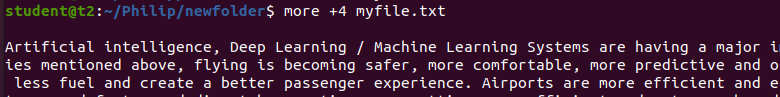 student@t2:~/Philip/newfolder$ more +4 myfile.txt
Artificial intelligence, Deep Learning / Machine Learning Systems are having a major
ies mentioned above, flying is becoming safer, more comfortable, more predictive and
less fuel and create a better passenger experience. Airports are more efficient and